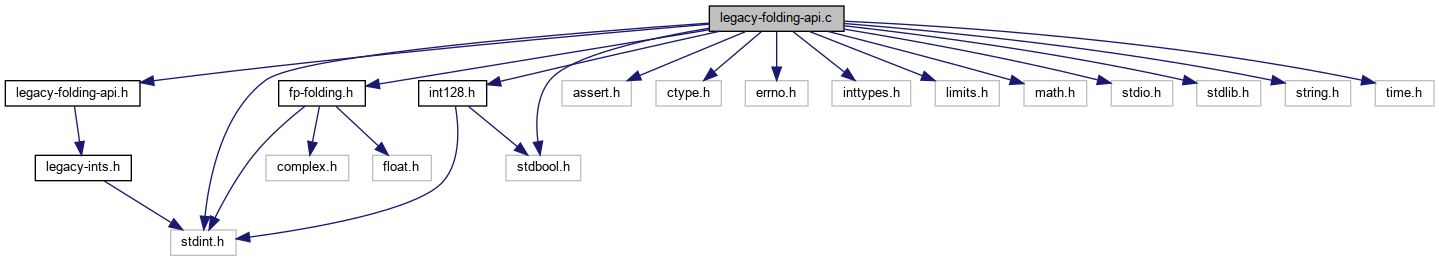 legacy-folding-api.c
legacy-folding-api.h
fp-folding.h
int128.h
assert.h
ctype.h
errno.h
inttypes.h
limits.h
math.h
stdio.h
stdlib.h
string.h
time.h
legacy-ints.h
complex.h
float.h
stdbool.h
stdint.h